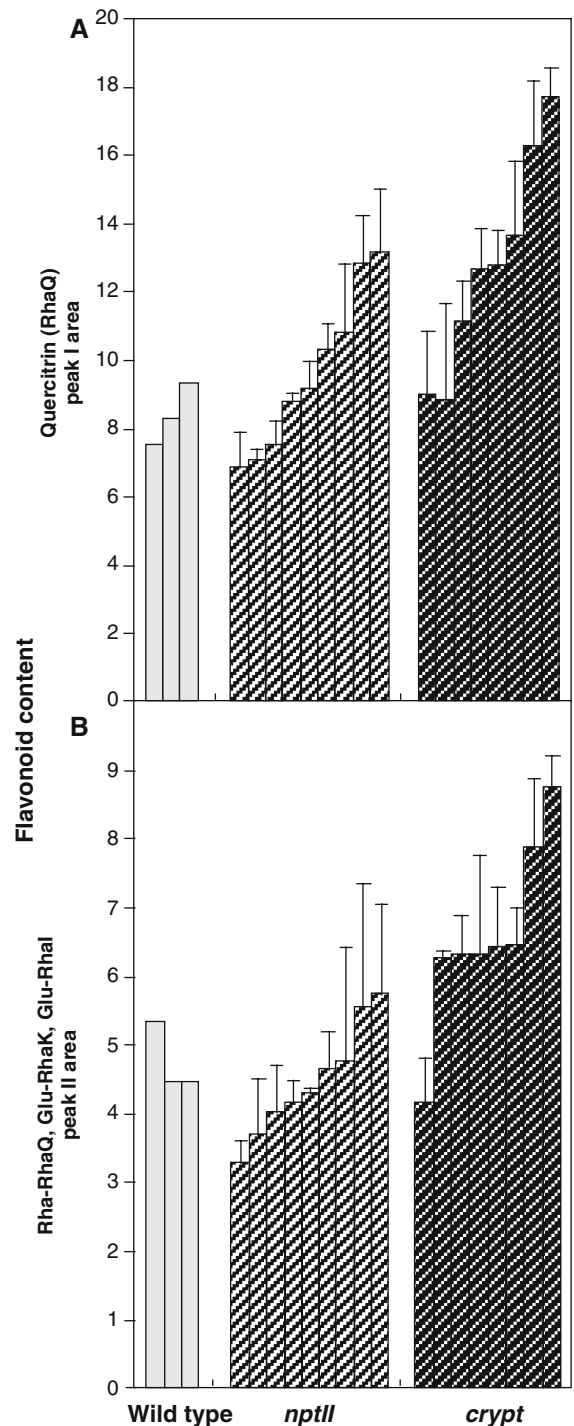 A
20
18
16
14
12
10
8
6
4
2
0
Quercitrin (RhaQ)
peak I area
Flavonoid content
B
9
8
7
6
5
4
3
2
1
0
Rha-RhaQ, Glu-RhaK, Glu-RhaI
peak II area
Wild type nptII crypt